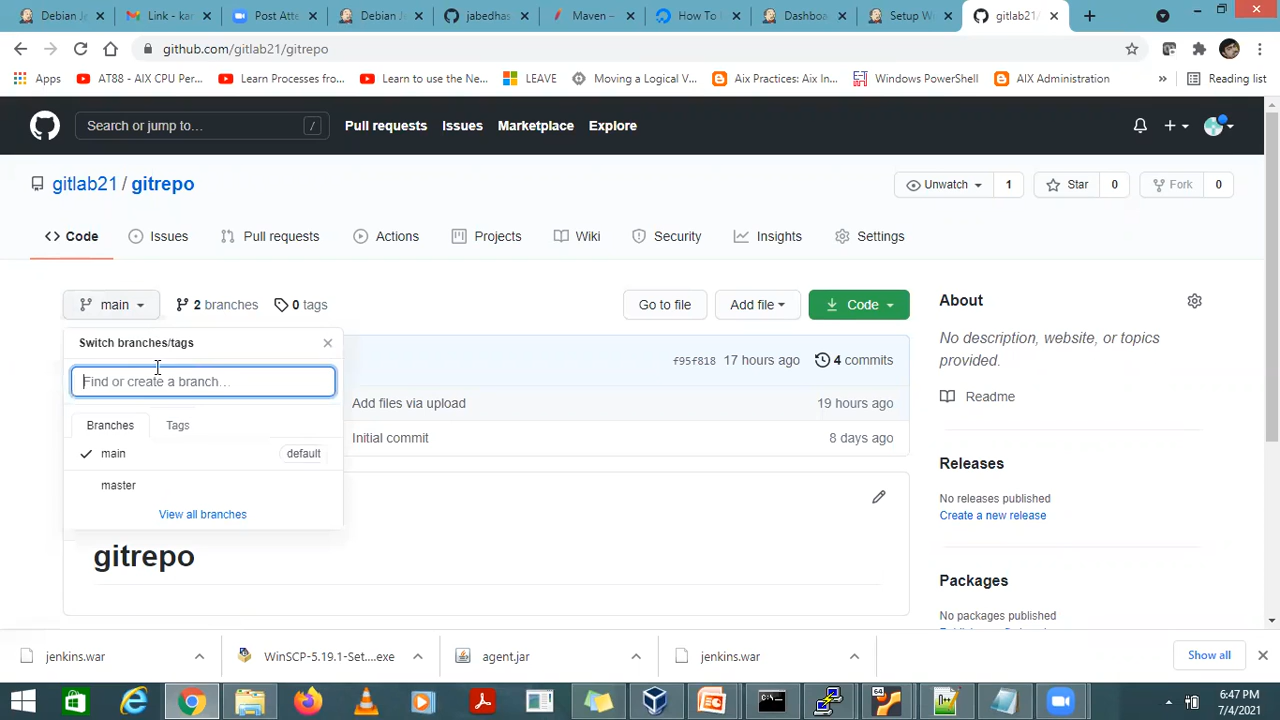 Debian Je
Link - kar
Post Atte
Debian Je
jabedhas
Maven –
How To I
Dashboa
Setup Wi
gitlab21/
github.com/gitlab21/gitrepo
Apps
AT88 - AIX CPU Per...
Learn Processes fro...
Learn to use the Ne...
LEAVE
Moving a Logical V...
Aix Practices: Aix In...
Windows PowerShell
AIX Administration
»
Reading list
Search or jump to...
/
Pull requests
Issues
Marketplace
Explore
gitlab21 / gitrepo
Unwatch
1
Star
0
Fork
0
<> Code
Issues
Pull requests
Actions
Projects
Wiki
Security
Insights
Settings
main
2 branches
0 tags
Go to file
Add file
Code
About
Switch branches/tags
No description, website, or topics
provided.
f95f818
17 hours ago
4 commits
Find or create a branch...
Readme
Add files via upload
19 hours ago
Branches
Tags
Initial commit
8 days ago
main
default
Releases
master
No releases published
View all branches
Create a new release
gitrepo
Packages
No packages published
jenkins.war
WinSCP-5.19.1-Set....exe
agent.jar
jenkins.war
Show all
64
6:47 PM
7/4/2021